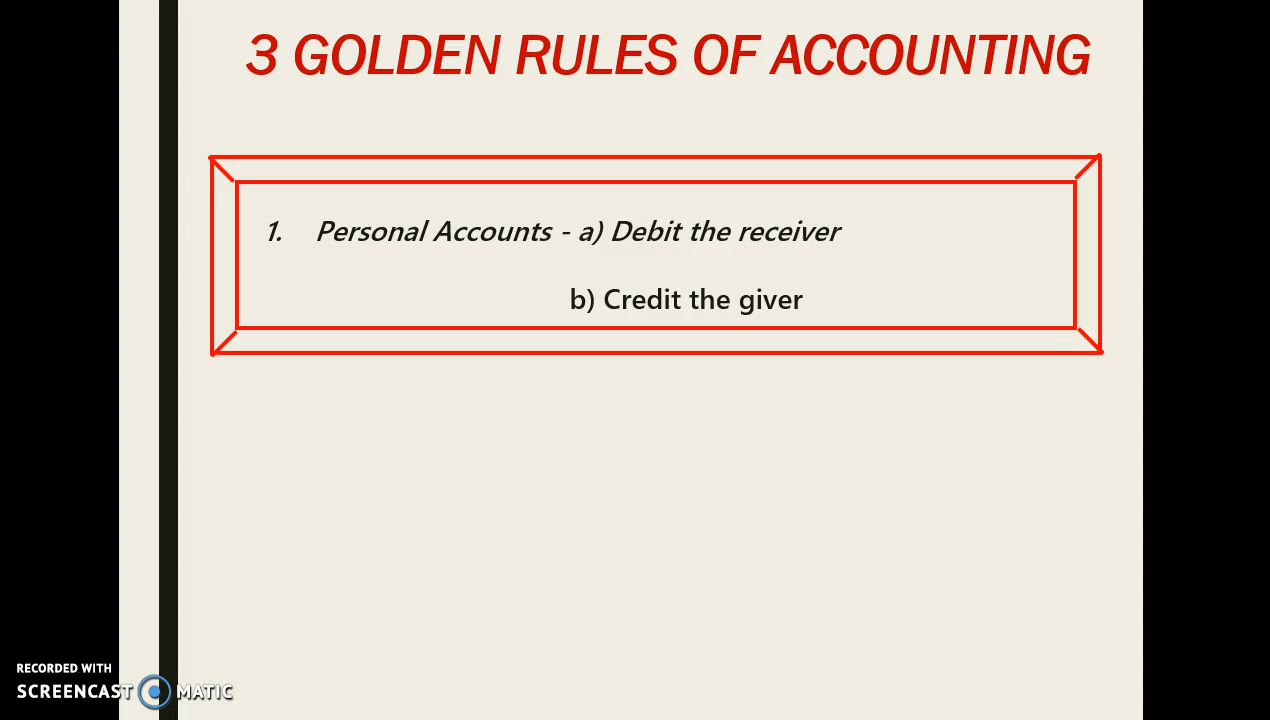 3 GOLDEN RULES OF ACCOUNTING
1. Personal Accounts - a) Debit the receiver
b) Credit the giver
RECORDED WITH
SCREENCAST MATIC